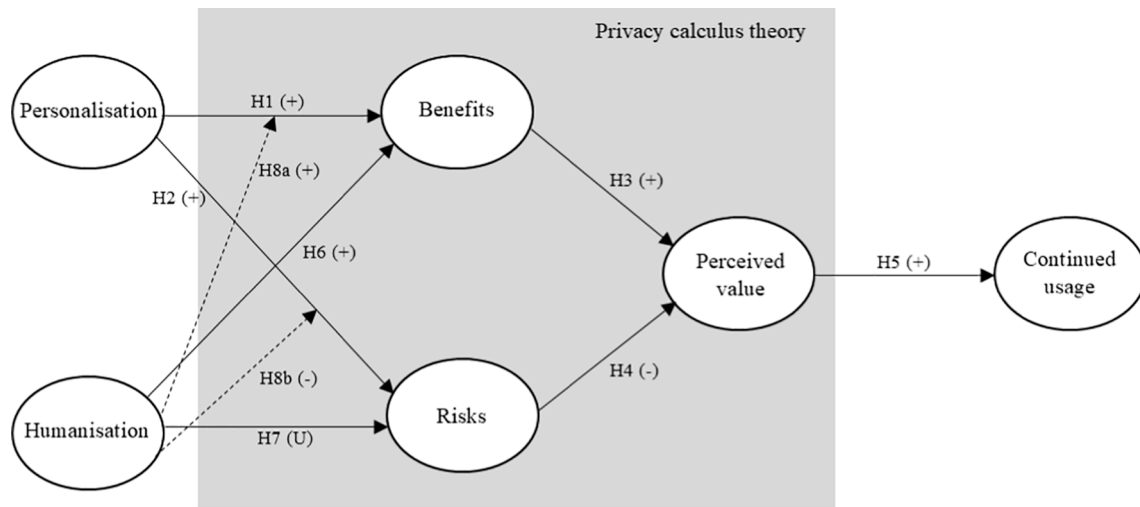 Privacy calculus theory
Personalisation
H1 (+)
Benefits
H8a (+)
H2 (+)
H3 (+)
H6 (+)
Perceived
value
H5 (+)
Continued
usage
H8b (-)
H4 (-)
Humanisation
H7 (U)
Risks